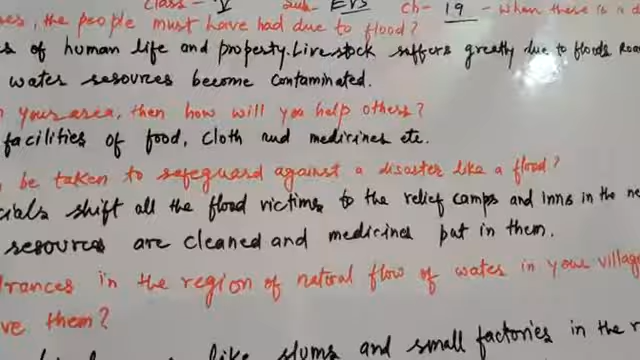 Class - V Sub - EVS Ch - 19 - When there is a
es, the people must have had due to flood?
s of human life and property. Livestock suffers greatly due to floods Roa
water resources become contaminated.
n your area, then how will you help others?
facilities of food, cloth and medicines etc.
be taken to safeguard against a disaster like a flood?
cials shift all the flood victims to the relief camps and inns in the ne
resources are cleaned and medicines put in them.
drances in the region of natural flow of water in your village
ve them?
like slums and small factories in the r